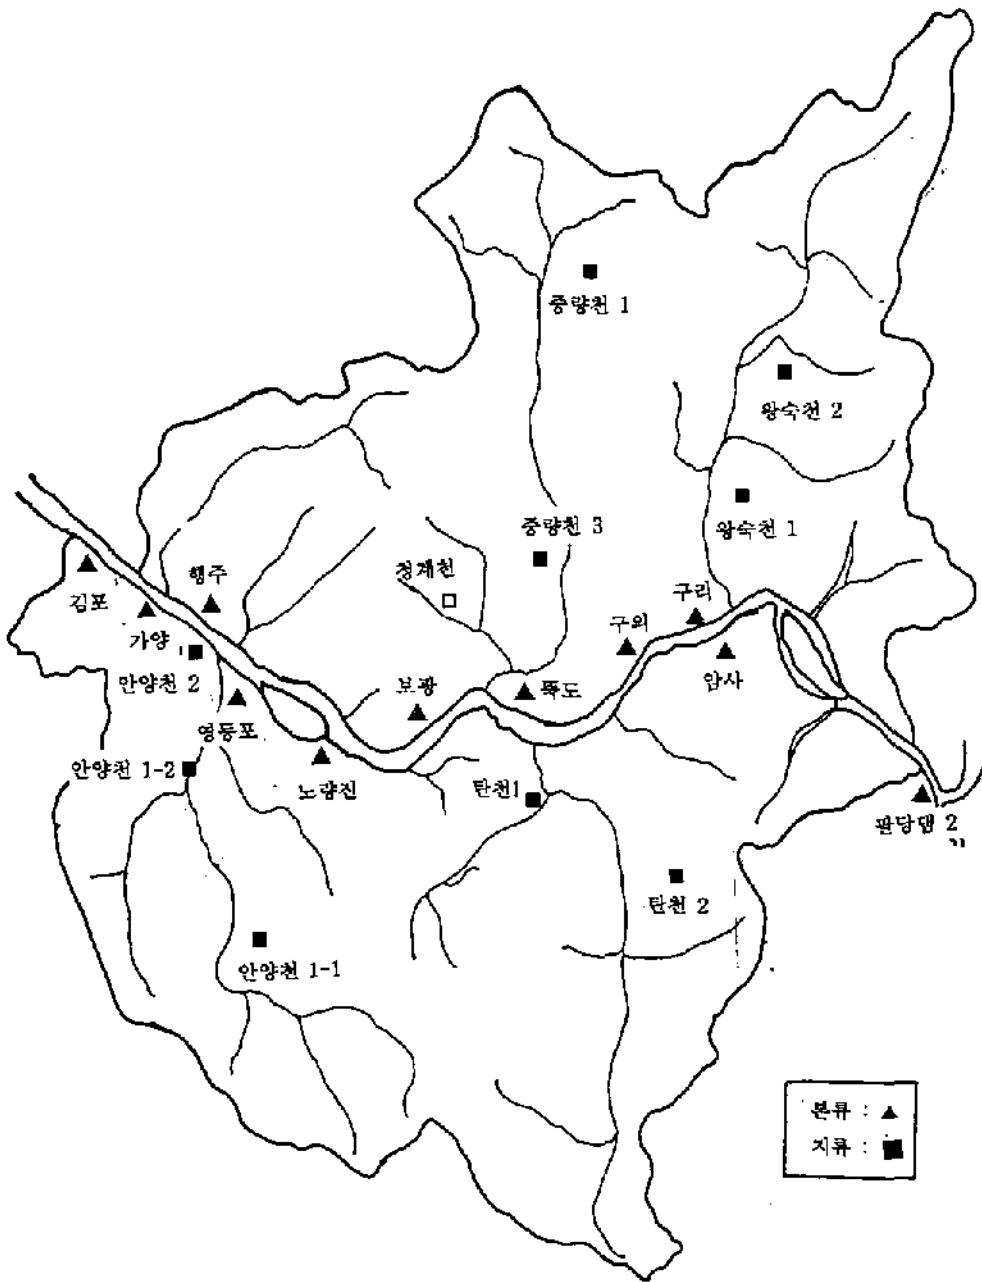 중량천 1
왕숙천 2
왕숙천 1
중량천 3
청계천
행주
김포
가양
안양천 2
구리
구의
암사
뚝도
보광
영등포
노량진
안양천 1-2
탄천1
팔당댐 2
탄천 2
안양천 1-1
본류 : ▲
지류 : ■